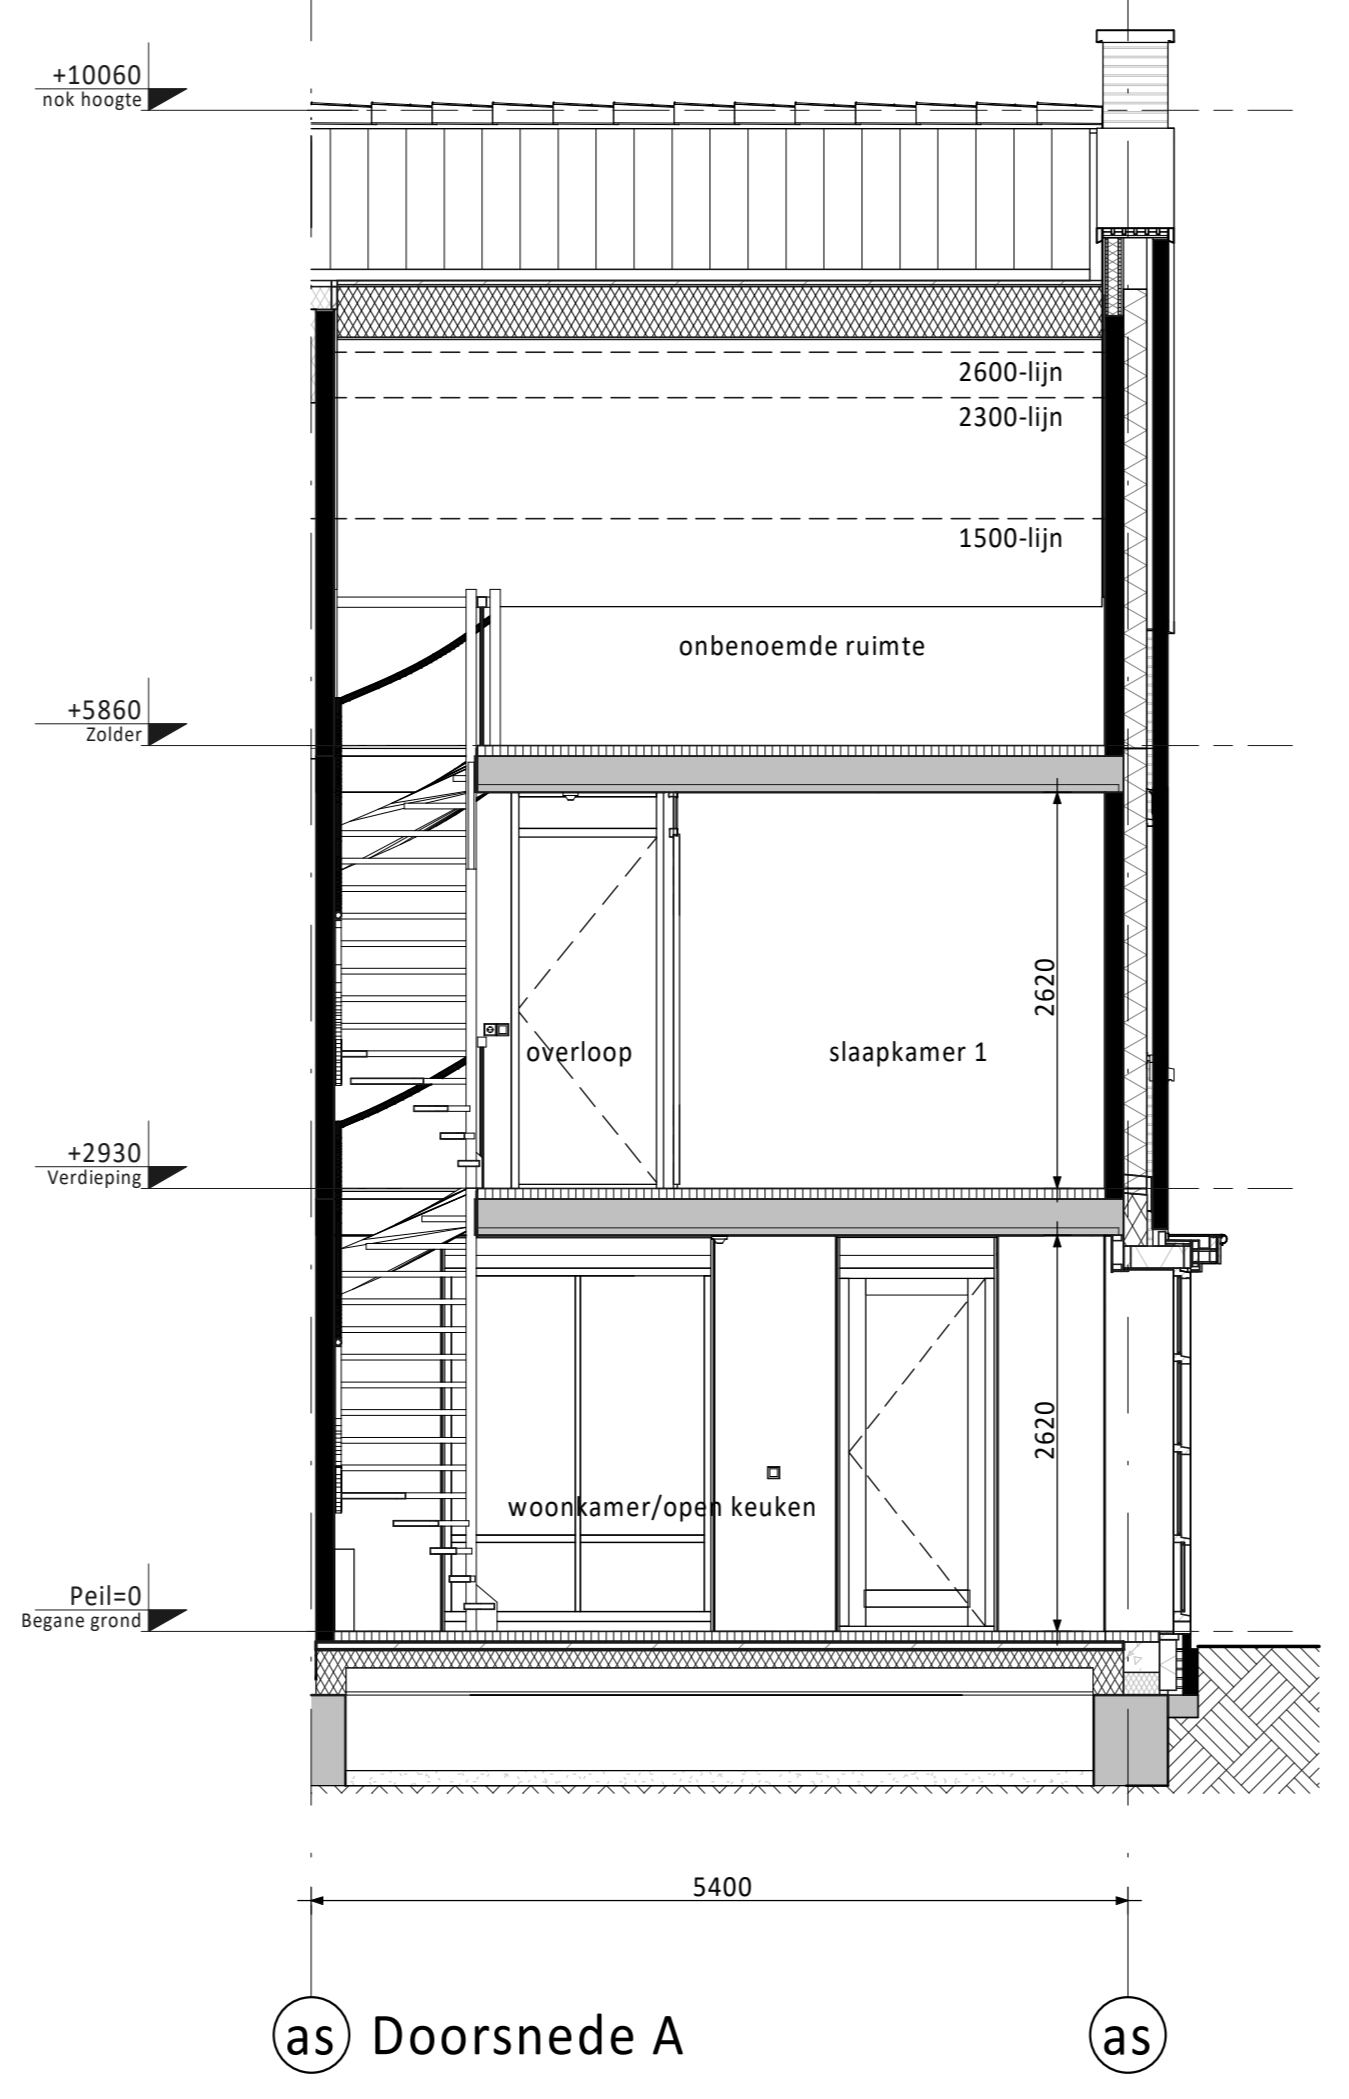 +10060
nok hoogte
2600-lijn
2300-lijn
1500-lijn
onbenoemde ruimte
+5860
Zolder
2620
overloop
slaapkamer 1
+2930
Verdieping
2620
woonkamer/open keuken
Peil=0
Begane grond
5400
as Doorsnede A as